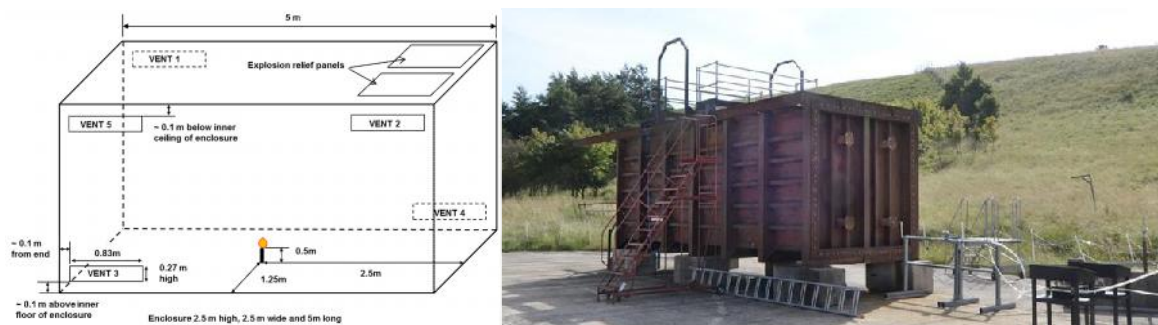 5 m
VENT 1
Explosion relief panels
VENT 5
~ 0.1 m below inner
ceiling of enclosure
VENT 2
VENT 4
~ 0.1 m
from end
0.83m
VENT 3
0.27 m
high
0.5m
1.25m
2.5m
~ 0.1 m above inner
floor of enclosure
Enclosure 2.5 m high, 2.5 m wide and 5m long